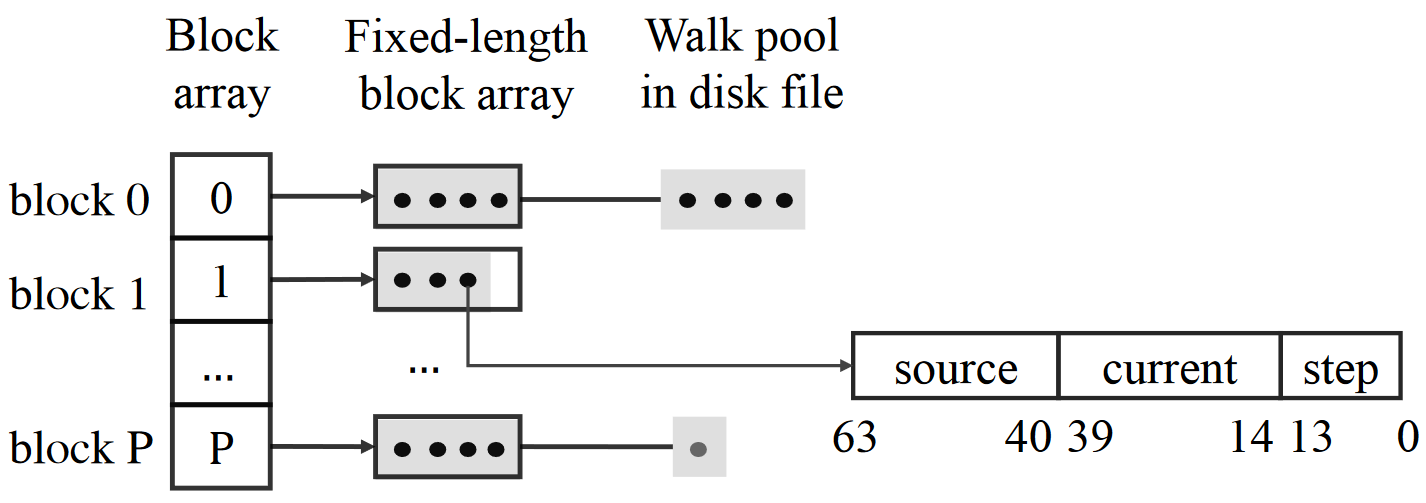 Block array
Fixed-length block array
Walk pool in disk file
block 0
0
block 1
1
...
...
block P
P
source current step
63 40 39 14 13 0